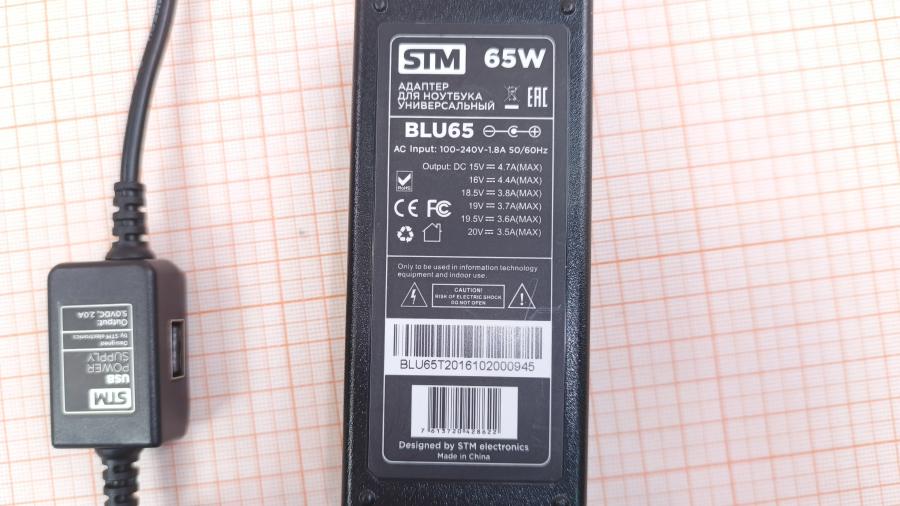 STM 65W
АДАПТЕР
ДЛЯ НОУТБУКА
УНИВЕРСАЛЬНЫЙ
EAC
BLU65
AC Input: 100-240V-1.8A 50/60Hz
Output: DC 15V 4.7A(MAX)
16V 4.4A(MAX)
18.5V 3.8A(MAX)
19V 3.7A(MAX)
19.5V 3.6A(MAX)
20V 3.5A(MAX)
RoHS
CE FC
Only to be used in information technology
equipment and indoor use.
CAUTION!
RISK OF ELECTRIC SHOCK
DO NOT OPEN
BLU65T2016102000945
7 613720 428622
Designed by STM electronics
Made in China
STM
USB
POWER
SUPPLY
Designed
by STM electronics
Output:
5.0VDC, 2.0A